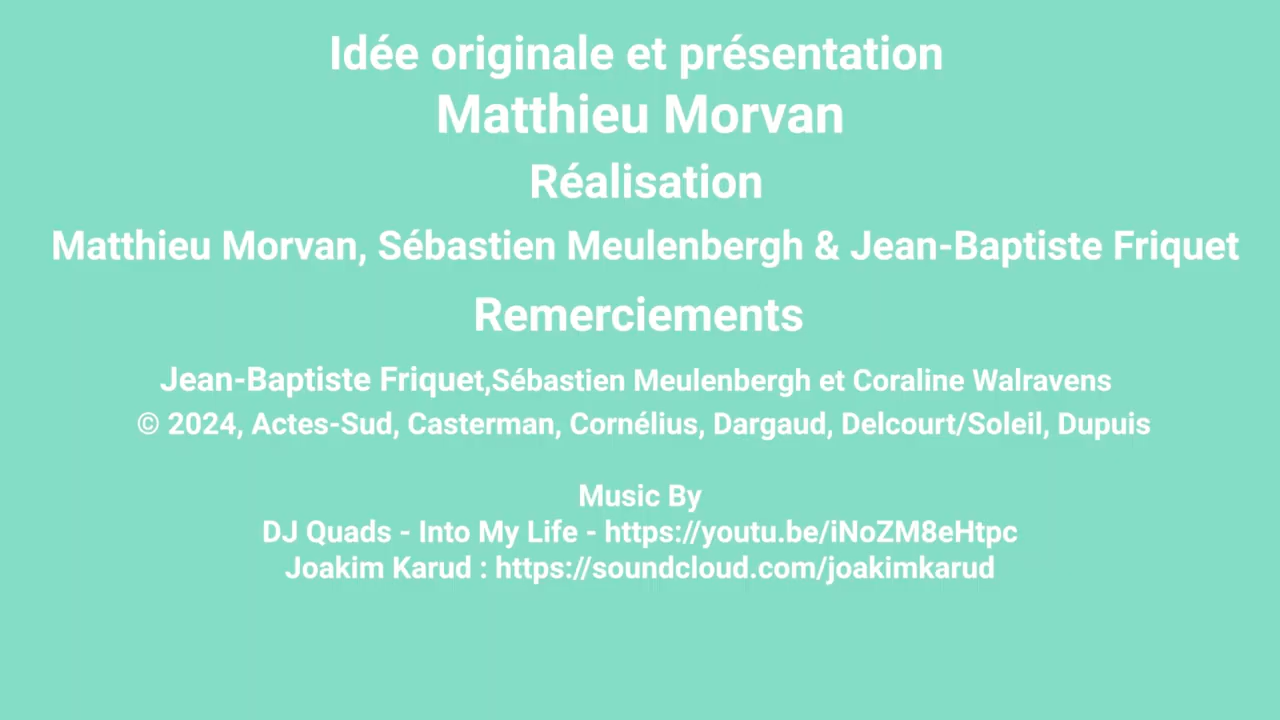 Idée originale et présentation
Matthieu Morvan
Réalisation
Matthieu Morvan, Sébastien Meulenbergh & Jean-Baptiste Friquet
Remerciements
Jean-Baptiste Friquet,Sébastien Meulenbergh et Coraline Walravens
© 2024, Actes-Sud, Casterman, Cornélius, Dargaud, Delcourt/Soleil, Dupuis
Music By
DJ Quads - Into My Life - https://youtu.be/iNoZM8eHtpc
Joakim Karud : https://soundcloud.com/joakimkarud